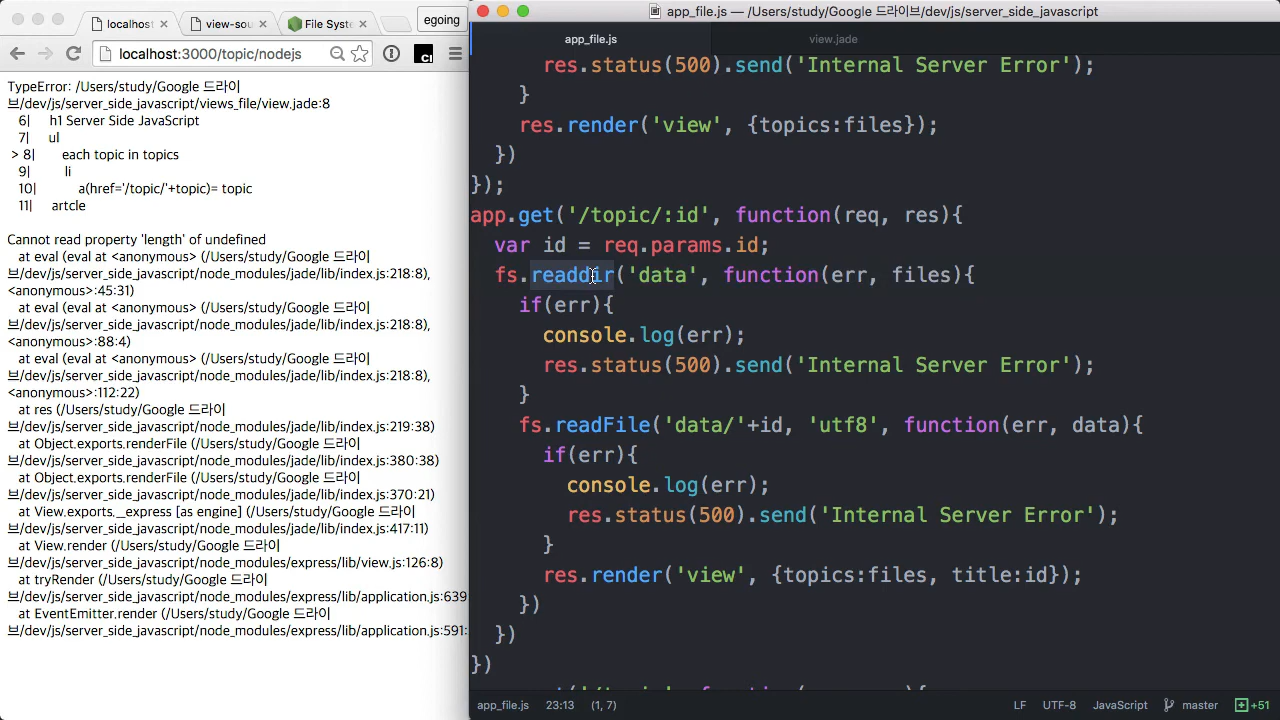 localhost
view-sou
File Syste
egoing
localhost:3000/topic/nodejs
TypeError: /Users/study/Google 드라이
브/dev/js/server_side_javascript/views_file/view.jade:8
6| h1 Server Side JavaScript
7| ul
> 8| each topic in topics
9| li
10| a(href='/topic/'+topic)= topic
11| artcle
Cannot read property 'length' of undefined
at eval (eval at <anonymous> (/Users/study/Google 드라이
브/dev/js/server_side_javascript/node_modules/jade/lib/index.js:218:8),
<anonymous>:45:31)
at eval (eval at <anonymous> (/Users/study/Google 드라이
브/dev/js/server_side_javascript/node_modules/jade/lib/index.js:218:8),
<anonymous>:88:4)
at eval (eval at <anonymous> (/Users/study/Google 드라이
브/dev/js/server_side_javascript/node_modules/jade/lib/index.js:218:8),
<anonymous>:112:22)
at res (/Users/study/Google 드라이
브/dev/js/server_side_javascript/node_modules/jade/lib/index.js:219:38)
at Object.exports.renderFile (/Users/study/Google 드라이
브/dev/js/server_side_javascript/node_modules/jade/lib/index.js:380:38)
at Object.exports.renderFile (/Users/study/Google 드라이
브/dev/js/server_side_javascript/node_modules/jade/lib/index.js:370:21)
at View.exports.__express [as engine] (/Users/study/Google 드라이
브/dev/js/server_side_javascript/node_modules/jade/lib/index.js:417:11)
at View.render (/Users/study/Google 드라이
브/dev/js/server_side_javascript/node_modules/express/lib/view.js:126:8)
at tryRender (/Users/study/Google 드라이
브/dev/js/server_side_javascript/node_modules/express/lib/application.js:639
at EventEmitter.render (/Users/study/Google 드라이
브/dev/js/server_side_javascript/node_modules/express/lib/application.js:591:
app_file.js — /Users/study/Google 드라이브/dev/js/server_side_javascript
app_file.js
view.jade
res.status(500).send('Internal Server Error');
}
res.render('view', {topics:files});
})
});
app.get('/topic/:id', function(req, res){
var id = req.params.id;
fs.readdir('data', function(err, files){
if(err){
console.log(err);
res.status(500).send('Internal Server Error');
}
fs.readFile('data/'+id, 'utf8', function(err, data){
if(err){
console.log(err);
res.status(500).send('Internal Server Error');
}
res.render('view', {topics:files, title:id});
})
})
})
app_file.js 23:13 (1, 7) LF UTF-8 JavaScript master +51